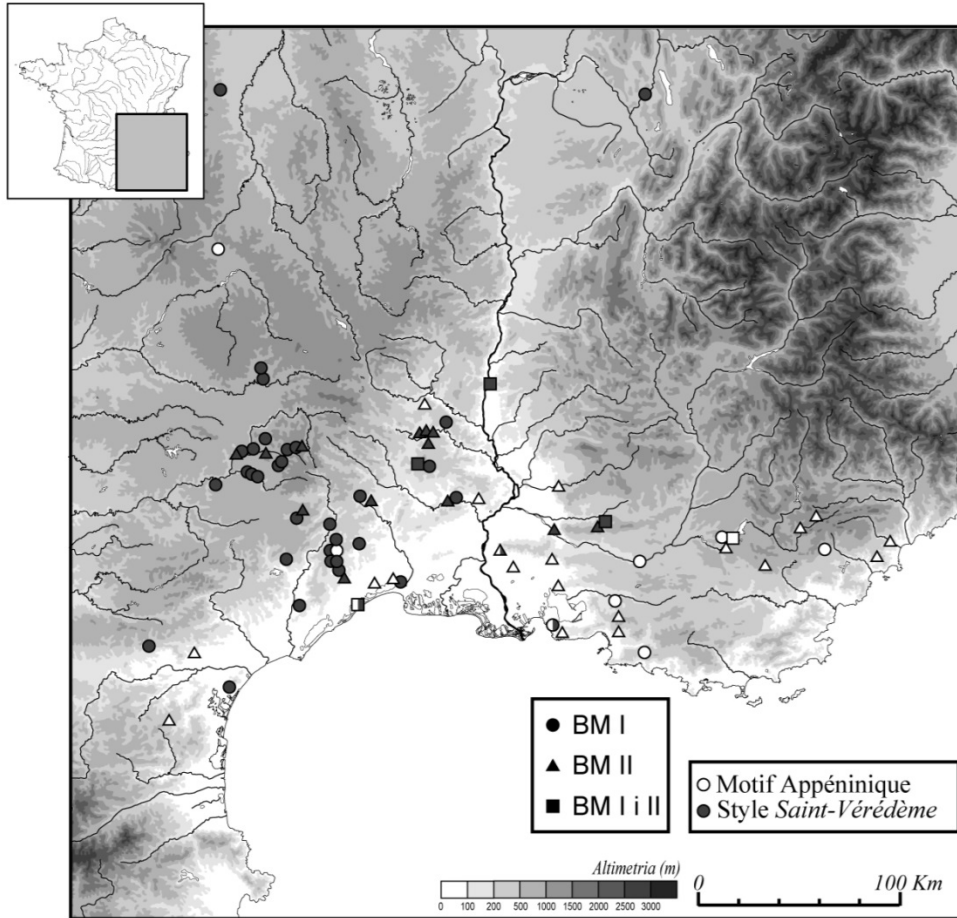 BM I
BM II
BM I i II
Motif Appéninique
Style Saint-Vérédème
Altimetria (m)
0 100 200 500 1000 1500 2000 2500 3000
0 100 Km